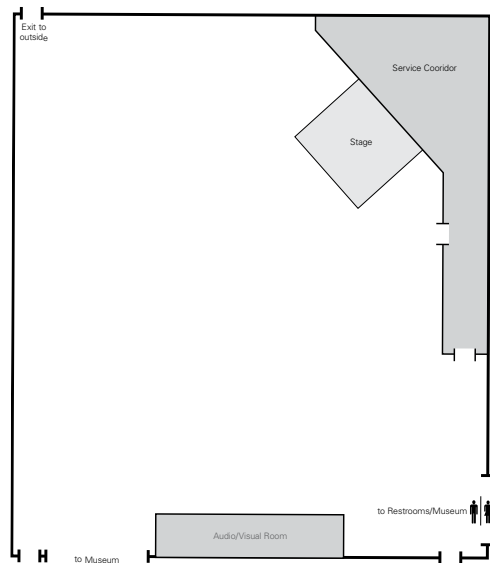 Exit to
outside
Service Cooridor
Stage
to Restrooms/Museum
Audio/Visual Room
to Museum